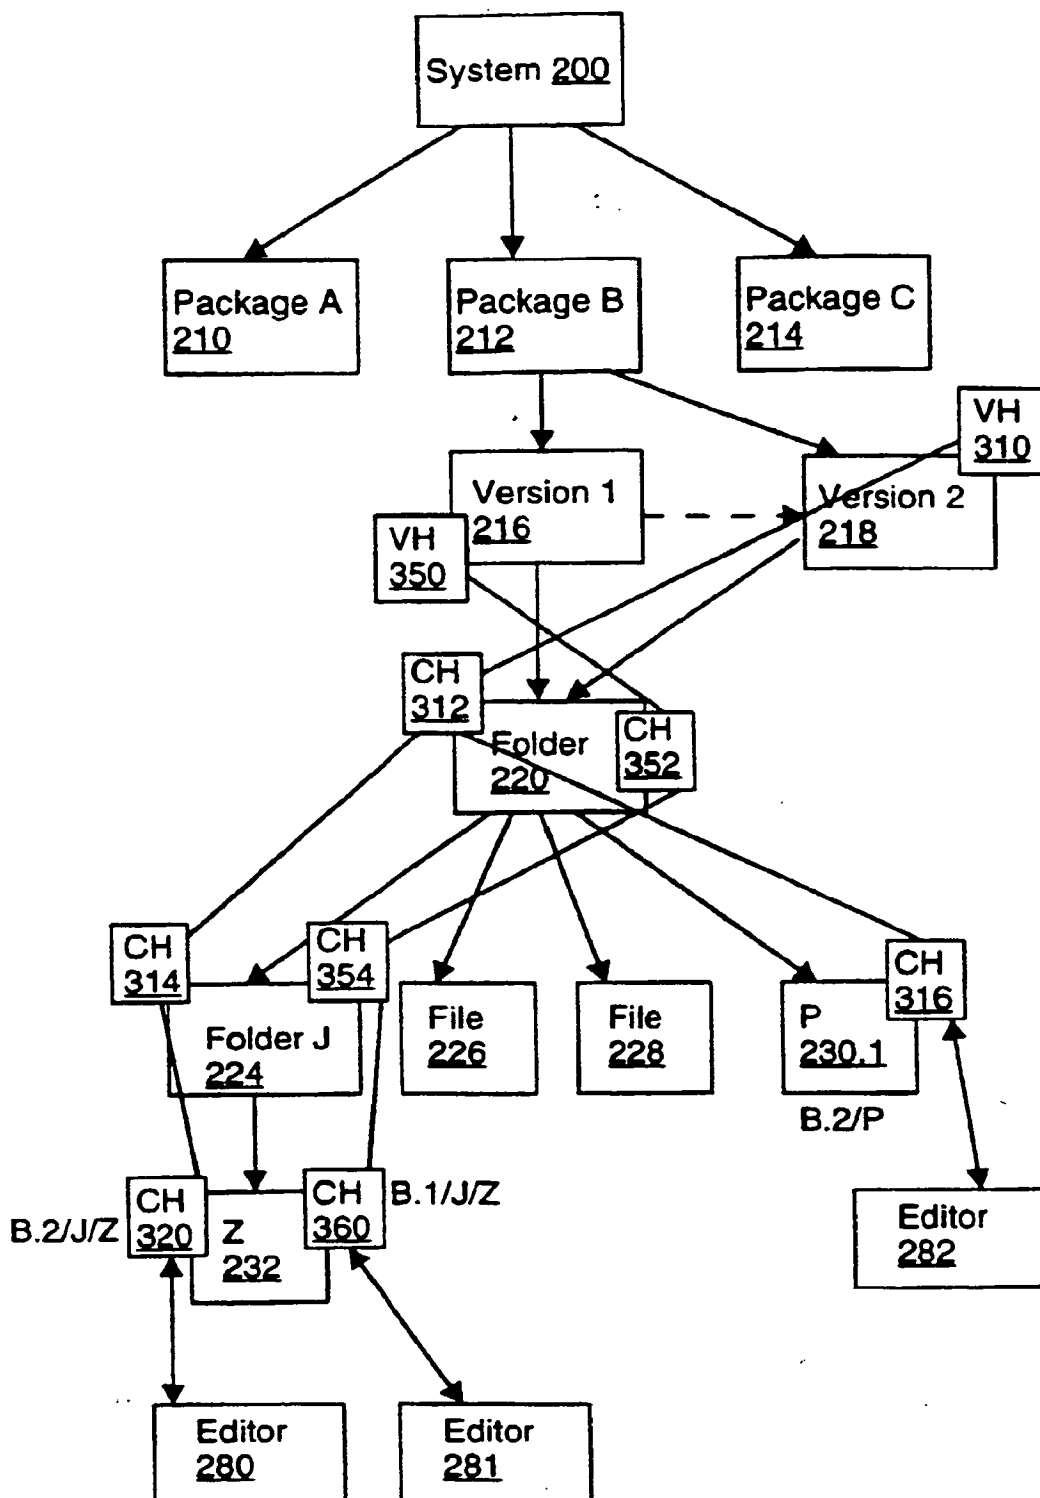 System 200
Package A
210
Package B
212
Package C
214
VH
310
Version 1
216
Version 2
218
VH
350
CH
312
Folder
220
CH
352
CH
314
CH
354
Folder J
224
File
226
File
228
P
230.1
CH
316
B.2/P
B.2/J/Z
CH
320
Z
232
CH
360
B.1/J/Z
Editor
282
Editor
280
Editor
281